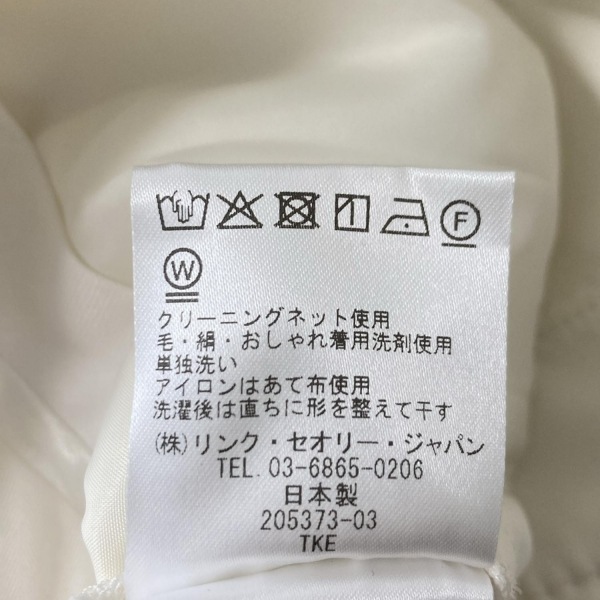 F
W
クリーニングネット使用
毛・絹・おしゃれ着用洗剤使用
単独洗い
アイロンはあて布使用
洗濯後は直ちに形を整えて干す
(株)リンク・セオリー・ジャパン
TEL. 03-6865-0206
日本製
205373-03
TKE